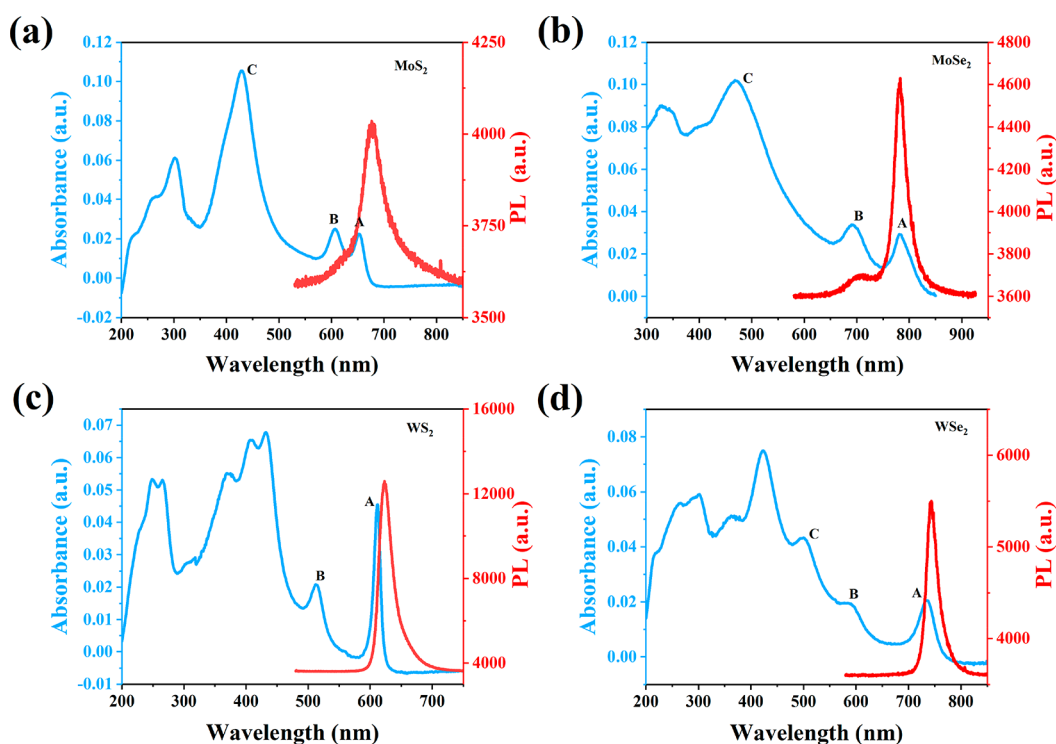 (a)
MoS2
C
B
A
Absorbance (a.u.)
0.12
0.10
0.08
0.06
0.04
0.02
0.00
-0.02
200 300 400 500 600 700 800
Wavelength (nm)
4250
4000
3750
3500
PL (a.u.)
(b)
MoSe2
C
B
A
Absorbance (a.u.)
0.12
0.10
0.08
0.06
0.04
0.02
0.00
300 400 500 600 700 800 900
Wavelength (nm)
4800
4600
4400
4200
4000
3800
3600
PL (a.u.)
(c)
WS2
A
B
Absorbance (a.u.)
0.07
0.06
0.05
0.04
0.03
0.02
0.01
0.00
-0.01
200 300 400 500 600 700
Wavelength (nm)
16000
12000
8000
4000
PL (a.u.)
(d)
WSe2
C
B
A
Absorbance (a.u.)
0.08
0.06
0.04
0.02
0.00
200 300 400 500 600 700 800
Wavelength (nm)
6000
5000
4000
PL (a.u.)